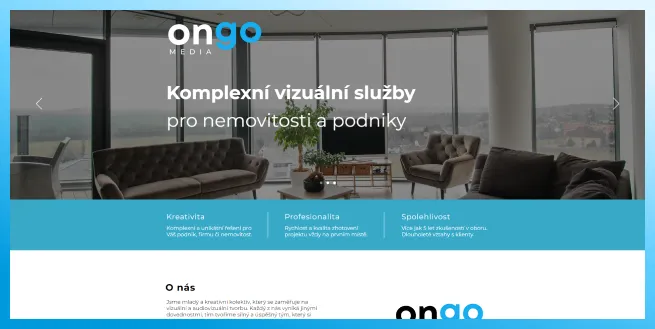 ongo
MEDIA
Komplexní vizuální služby
pro nemovitosti a podniky
Kreativita
Komplexní a unikátní řešení pro
Váš podnik, firmu či nemovitost.
Profesionalita
Rychlost a kvalita zhotovení
projektu vždy na prvním místě.
Spolehlivost
Více jak 5 let zkušeností v oboru.
Dlouholeté vztahy s klienty.
O nás
Jsme mladý a kreativní kolektiv, který se zaměřuje na
vizuální a audiovizuální tvorbu. Každý z nás vyniká jinými
dovednostmi, tím tvoříme silný a úspěšný tým, který si
ongo